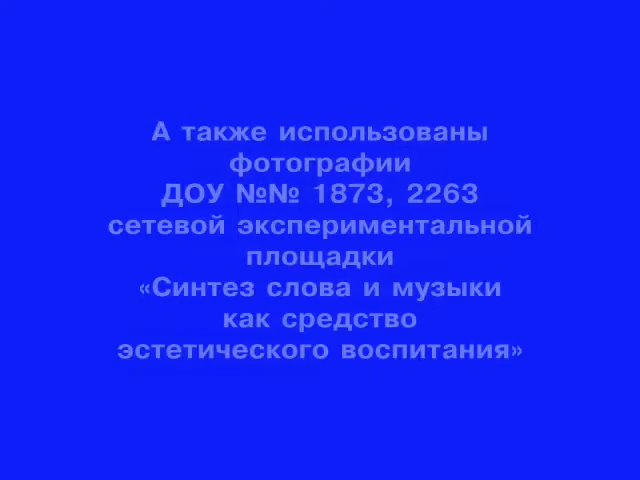 А также использованы
фотографии
ДОУ №№ 1873, 2263
сетевой экспериментальной
площадки
«Синтез слова и музыки
как средство
эстетического воспитания»